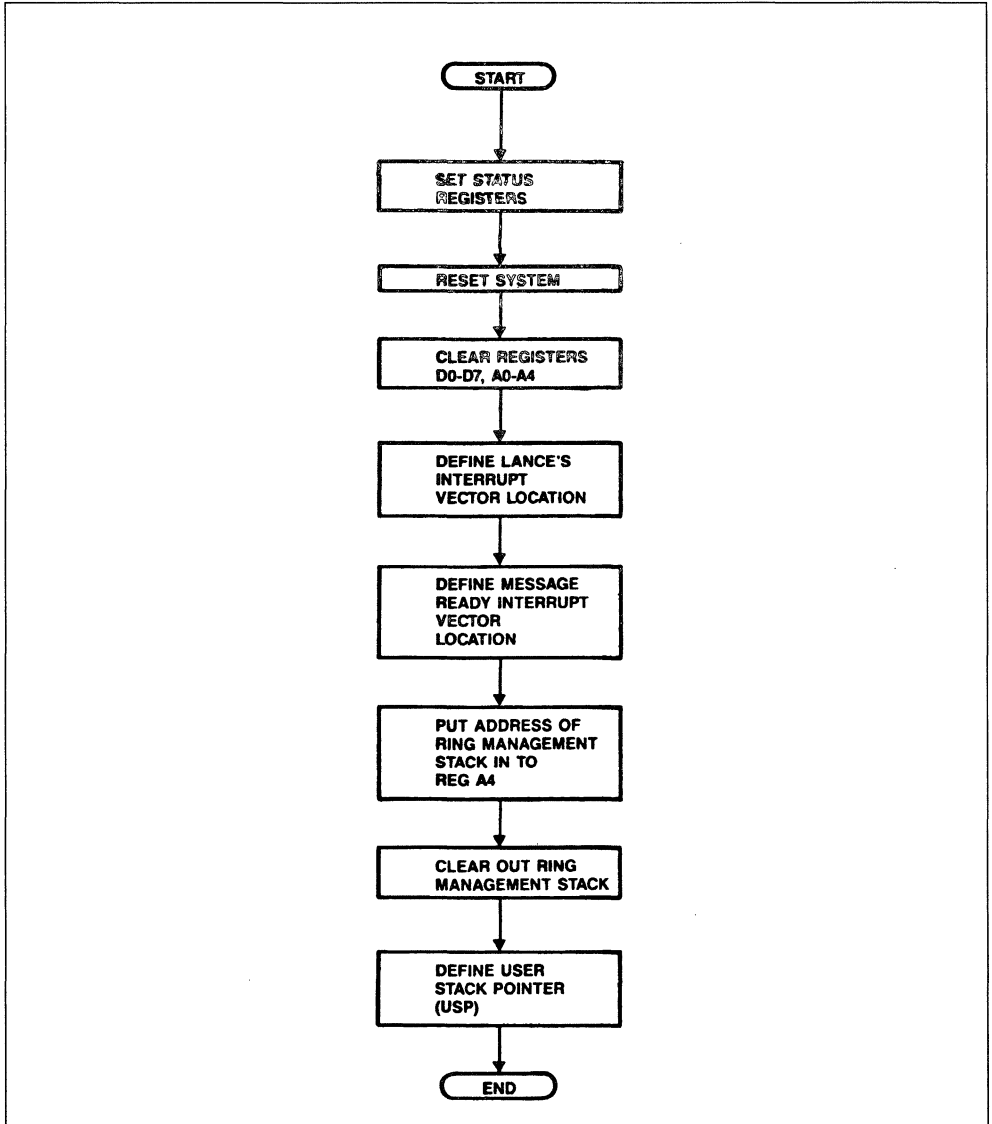 START
SET STATUS
REGISTERS
RESET SYSTEM
CLEAR REGISTERS
D0-D7, A0-A4
DEFINE LANCE'S
INTERRUPT
VECTOR LOCATION
DEFINE MESSAGE
READY INTERRUPT
VECTOR
LOCATION
PUT ADDRESS OF
RING MANAGEMENT
STACK IN TO
REG A4
CLEAR OUT RING
MANAGEMENT STACK
DEFINE USER
STACK POINTER
(USP)
END